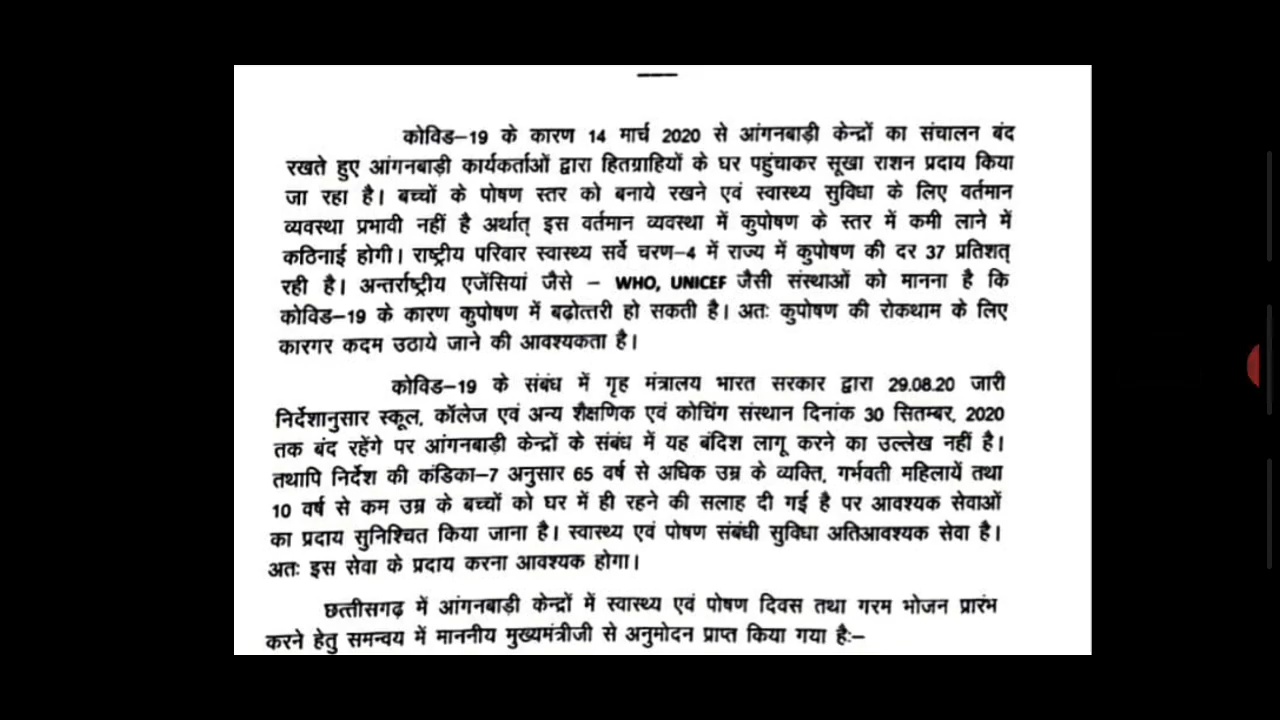 कोविड–19 के कारण 14 मार्च 2020 से आंगनबाड़ी केन्द्रों का संचालन बंद
रखते हुए आंगनबाड़ी कार्यकर्ताओं द्वारा हितग्राहियों के घर पहुंचाकर सूखा राशन प्रदाय किया
जा रहा है। बच्चों के पोषण स्तर को बनाये रखने एवं स्वास्थ्य सुविधा के लिए वर्तमान
व्यवस्था प्रभावी नहीं है अर्थात् इस वर्तमान व्यवस्था में कुपोषण के स्तर में कमी लाने में
कठिनाई होगी। राष्ट्रीय परिवार स्वास्थ्य सर्वे चरण–4 में राज्य में कुपोषण की दर 37 प्रतिशत्
रही है। अन्तर्राष्ट्रीय एजेंसियां जैसे – WHO, UNICEF जैसी संस्थाओं को मानना है कि
कोविड–19 के कारण कुपोषण में बढ़ोत्तरी हो सकती है। अतः कुपोषण की रोकथाम के लिए
कारगर कदम उठाये जाने की आवश्यकता है।
कोविड–19 के संबंध में गृह मंत्रालय भारत सरकार द्वारा 29.08.20 जारी
निर्देशानुसार स्कूल, कॉलेज एवं अन्य शैक्षणिक एवं कोचिंग संस्थान दिनांक 30 सितम्बर, 2020
तक बंद रहेंगे पर आंगनबाड़ी केन्द्रों के संबंध में यह बंदिश लागू करने का उल्लेख नहीं है।
तथापि निर्देश की कंडिका–7 अनुसार 65 वर्ष से अधिक उम्र के व्यक्ति, गर्भवती महिलायें तथा
10 वर्ष से कम उम्र के बच्चों को घर में ही रहने की सलाह दी गई है पर आवश्यक सेवाओं
का प्रदाय सुनिश्चित किया जाना है। स्वास्थ्य एवं पोषण संबंधी सुविधा अतिआवश्यक सेवा है।
अतः इस सेवा के प्रदाय करना आवश्यक होगा।
छत्तीसगढ़ में आंगनबाड़ी केन्द्रों में स्वास्थ्य एवं पोषण दिवस तथा गरम भोजन प्रारंभ
करने हेतु समन्वय में माननीय मुख्यमंत्रीजी से अनुमोदन प्राप्त किया गया है:–